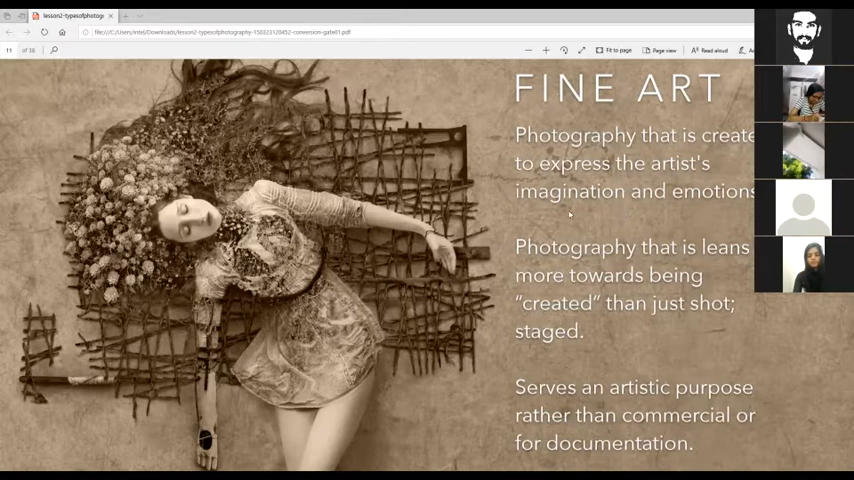 lesson2-typesofphotogr
file:///C:/Users/intel/Downloads/lesson2-typesofphotography-150323120452-conversion-gate01.pdf
11 of 36
Fit to page
Page view
Read aloud
FINE ART
Photography that is create
to express the artist's
imagination and emotions
Photography that is leans
more towards being
“created” than just shot;
staged.
Serves an artistic purpose
rather than commercial or
for documentation.